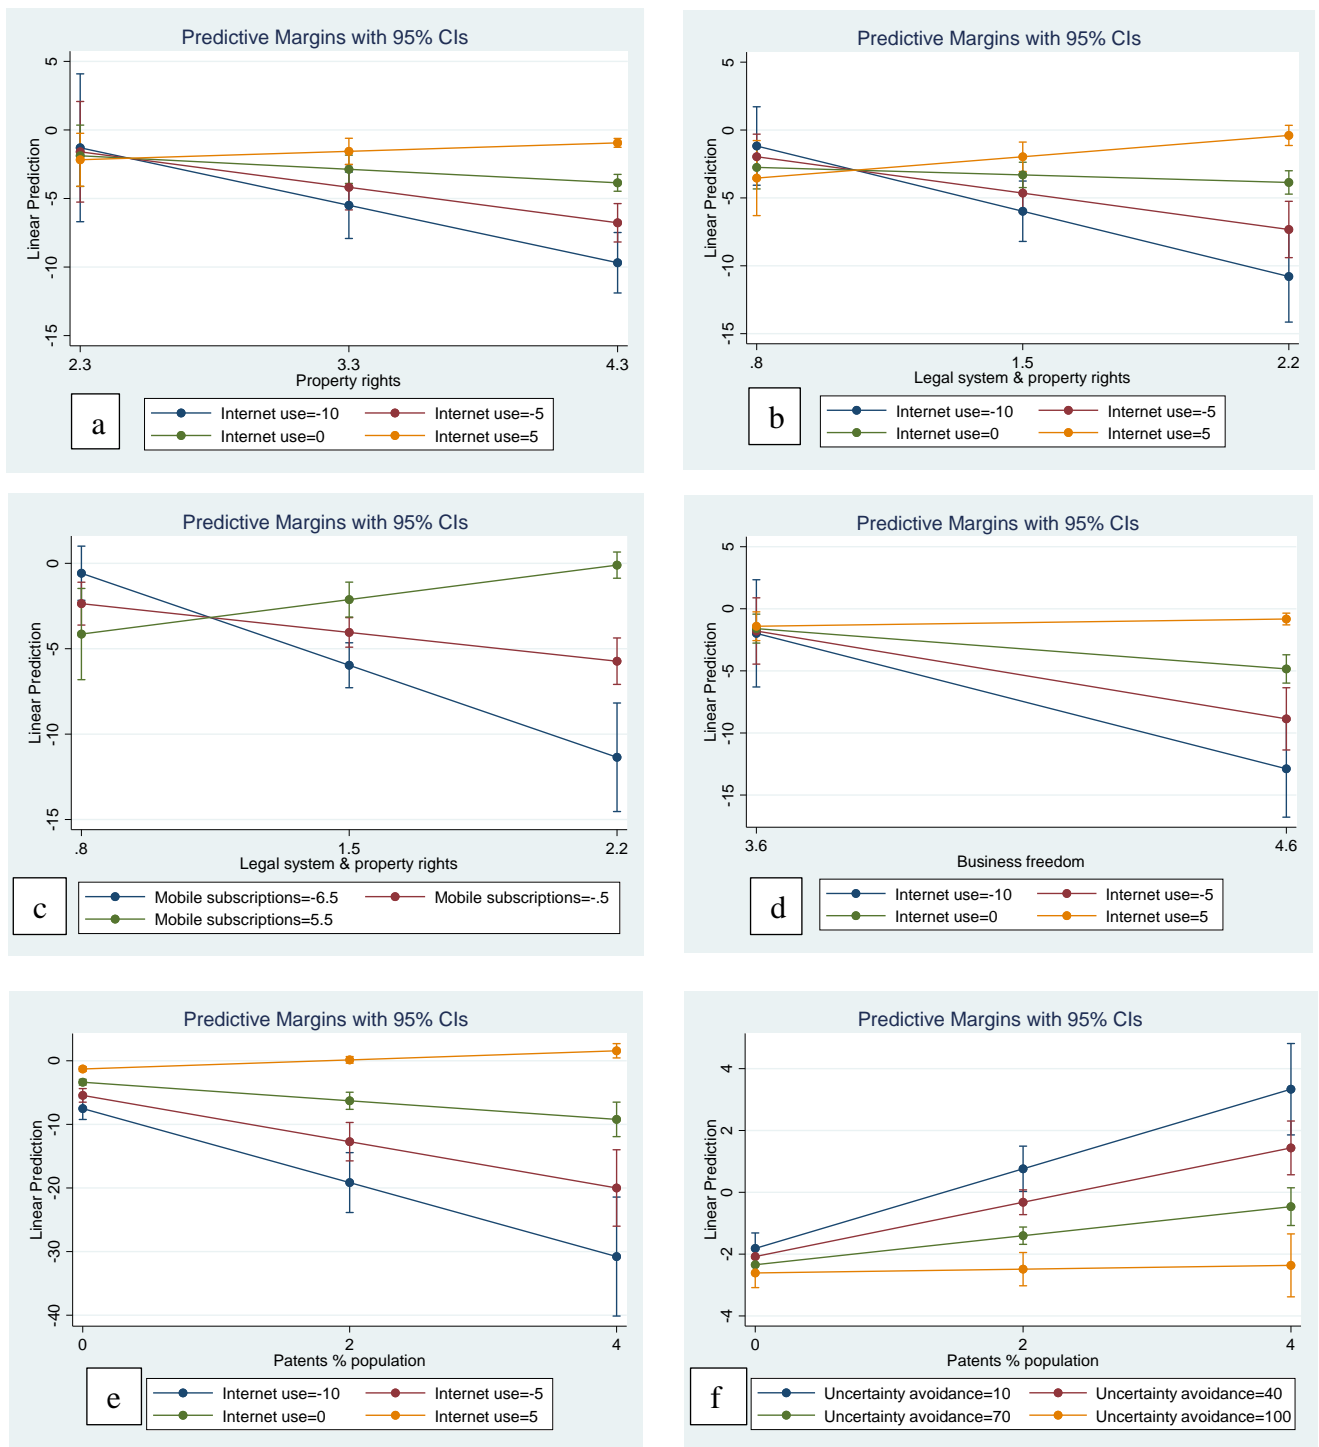 Predictive Margins with 95% CIs
Linear Prediction
5
0
-5
-10
-15
2.3 3.3 4.3
Property rights
a
Internet use=-10 Internet use=-5
Internet use=0 Internet use=5
Predictive Margins with 95% CIs
Linear Prediction
5
0
-5
-10
-15
.8 1.5 2.2
Legal system & property rights
b
Internet use=-10 Internet use=-5
Internet use=0 Internet use=5
Predictive Margins with 95% CIs
Linear Prediction
0
-5
-10
-15
.8 1.5 2.2
Legal system & property rights
c
Mobile subscriptions=-6.5 Mobile subscriptions=-.5
Mobile subscriptions=5.5
Predictive Margins with 95% CIs
Linear Prediction
5
0
-5
-10
-15
3.6 4.6
Business freedom
d
Internet use=-10 Internet use=-5
Internet use=0 Internet use=5
Predictive Margins with 95% CIs
Linear Prediction
0
-10
-20
-30
-40
0 2 4
Patents % population
e
Internet use=-10 Internet use=-5
Internet use=0 Internet use=5
Predictive Margins with 95% CIs
Linear Prediction
4
2
0
-2
-4
0 2 4
Patents % population
f
Uncertainty avoidance=10 Uncertainty avoidance=40
Uncertainty avoidance=70 Uncertainty avoidance=100